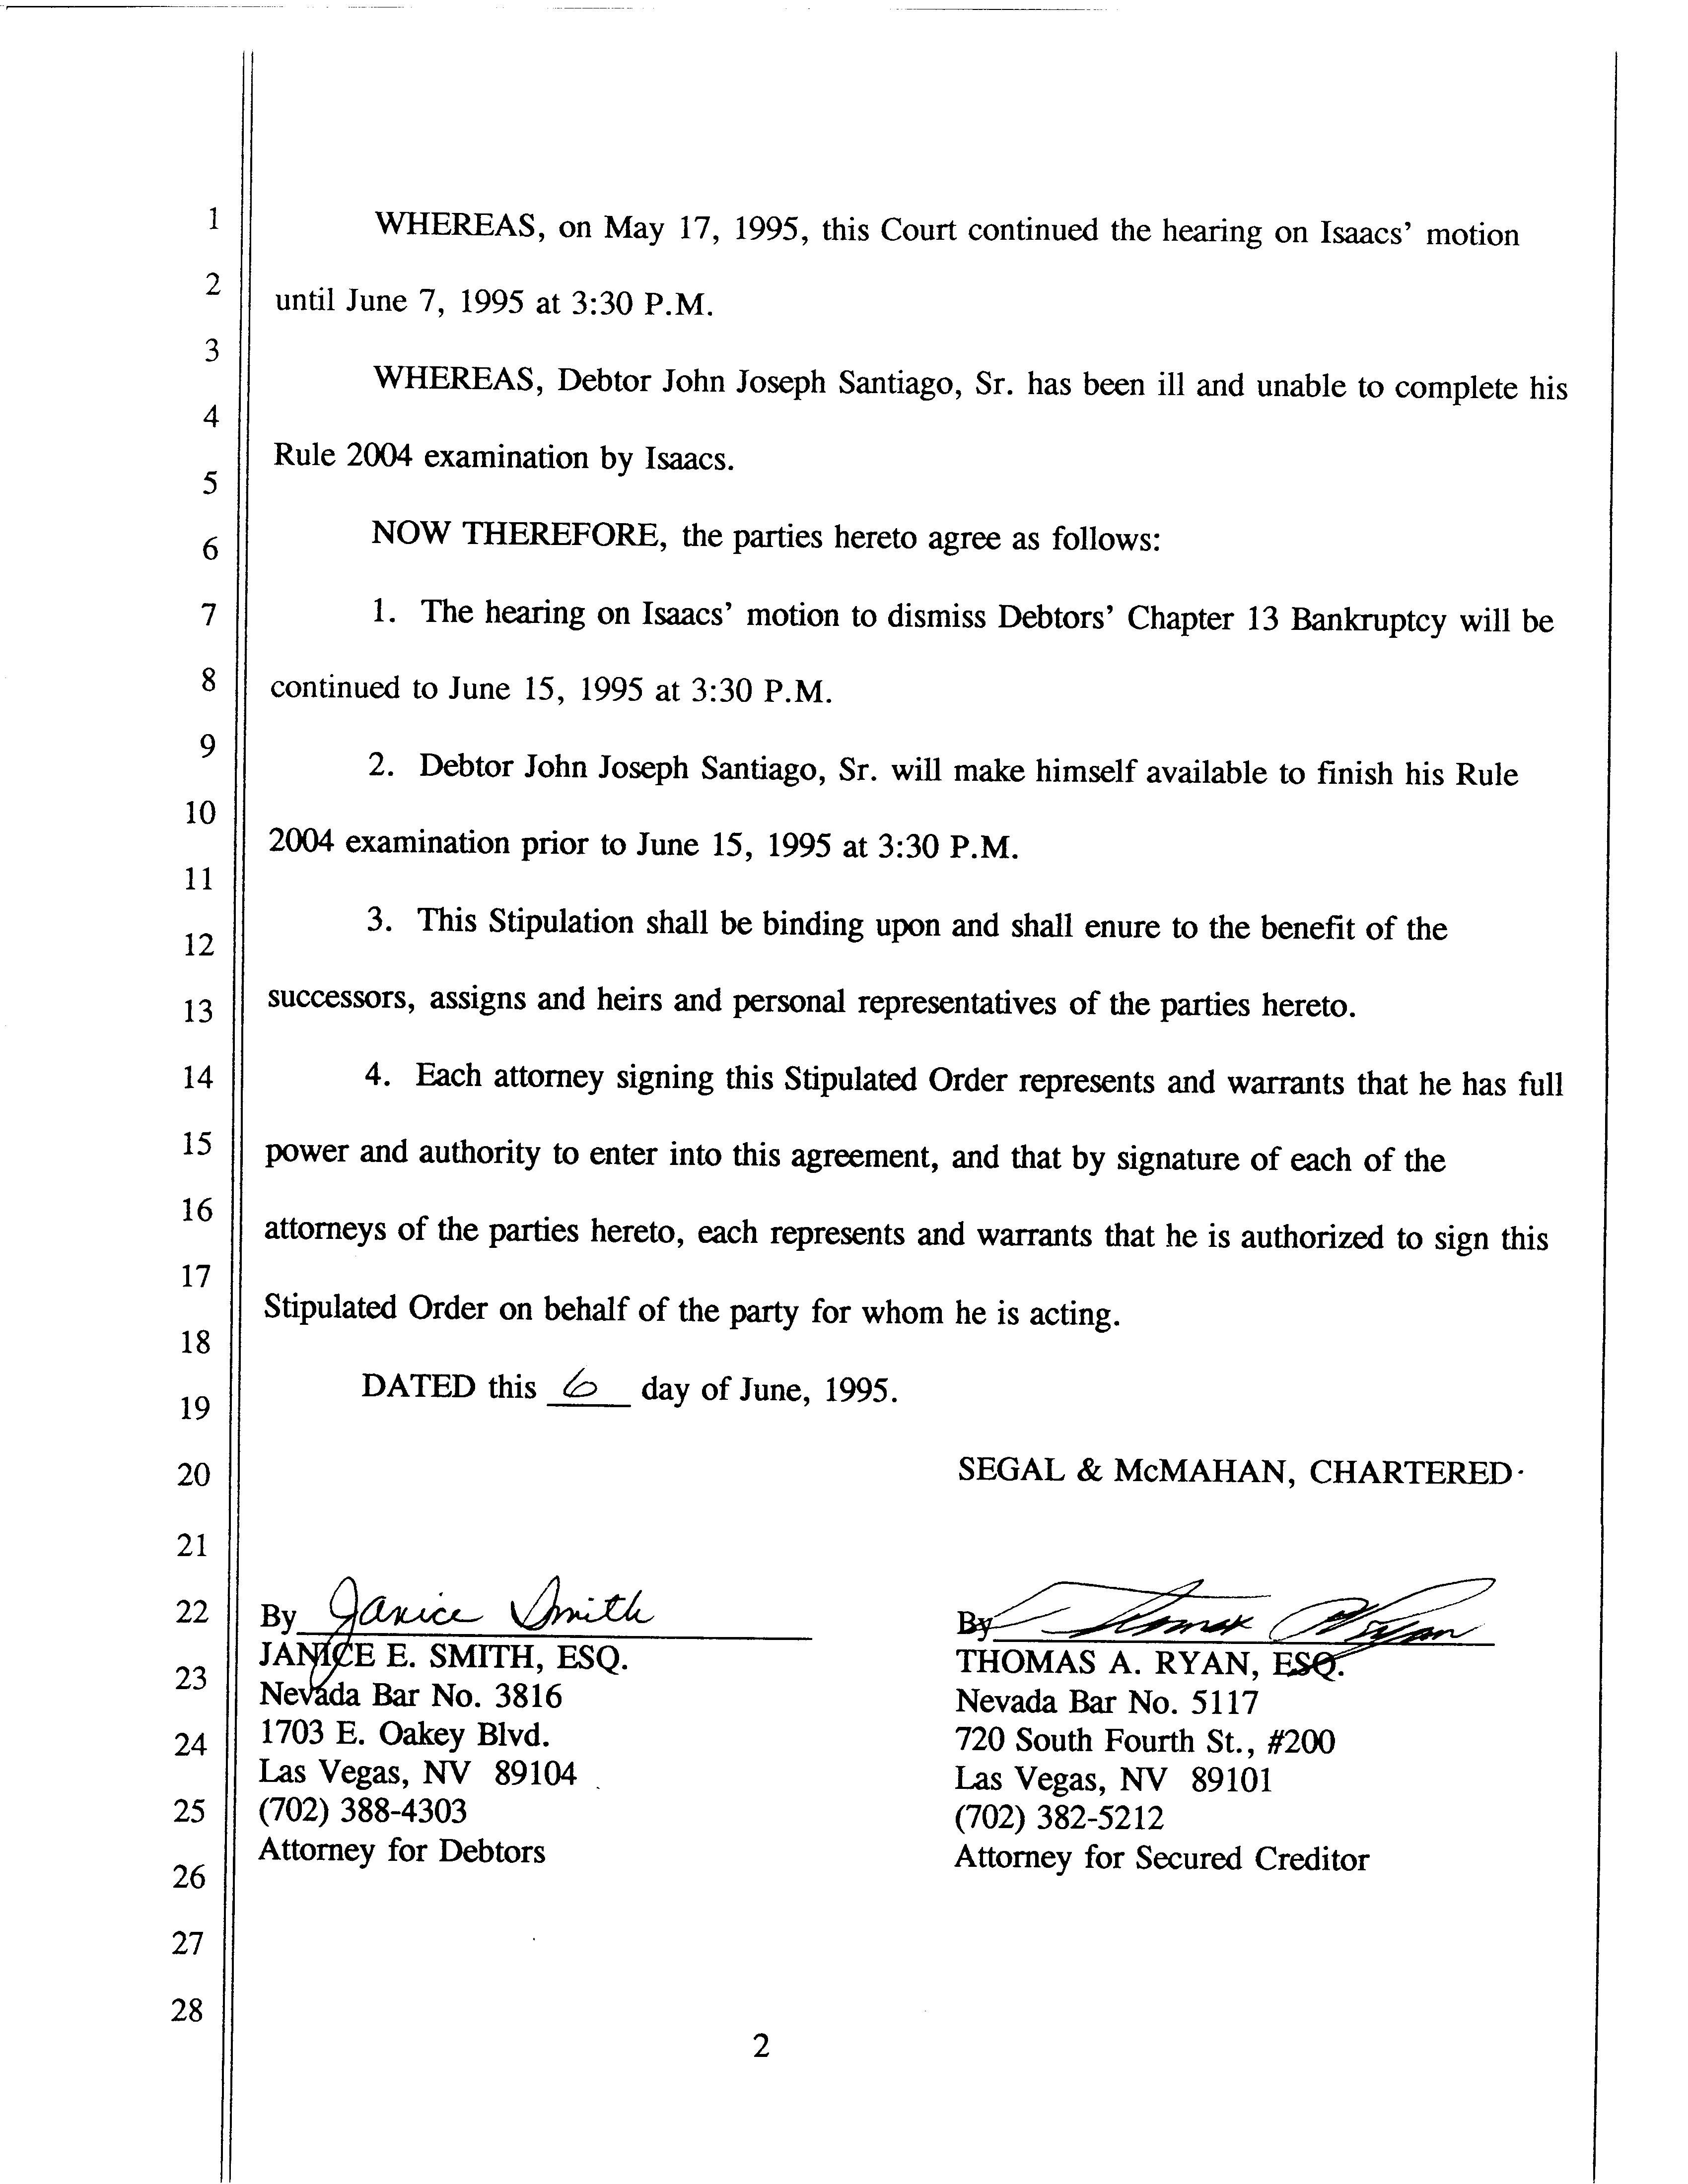 1 WHEREAS, on May 17, 1995, this Court continued the hearing on Isaacs' motion
2 until June 7, 1995 at 3:30 P.M.
3
WHEREAS, Debtor John Joseph Santiago, Sr. has been ill and unable to complete his
4
Rule 2004 examination by Isaacs.
5
6 NOW THEREFORE, the parties hereto agree as follows:
7 1. The hearing on Isaacs' motion to dismiss Debtors' Chapter 13 Bankruptcy will be
8 continued to June 15, 1995 at 3:30 P.M.
9
2. Debtor John Joseph Santiago, Sr. will make himself available to finish his Rule
10
2004 examination prior to June 15, 1995 at 3:30 P.M.
11
3. This Stipulation shall be binding upon and shall enure to the benefit of the
12
13 successors, assigns and heirs and personal representatives of the parties hereto.
14 4. Each attorney signing this Stipulated Order represents and warrants that he has full
15 power and authority to enter into this agreement, and that by signature of each of the
16
attorneys of the parties hereto, each represents and warrants that he is authorized to sign this
17
Stipulated Order on behalf of the party for whom he is acting.
18
DATED this 6 day of June, 1995.
19
20 SEGAL & McMAHAN, CHARTERED
21
22 By Janice Smith By Thomas A Ryan
JANICE E. SMITH, ESQ. THOMAS A. RYAN, ESQ.
23 Nevada Bar No. 3816 Nevada Bar No. 5117
24 1703 E. Oakey Blvd. 720 South Fourth St., #200
Las Vegas, NV 89104 Las Vegas, NV 89101
25 (702) 388-4303 (702) 382-5212
Attorney for Debtors Attorney for Secured Creditor
26
27
28
2